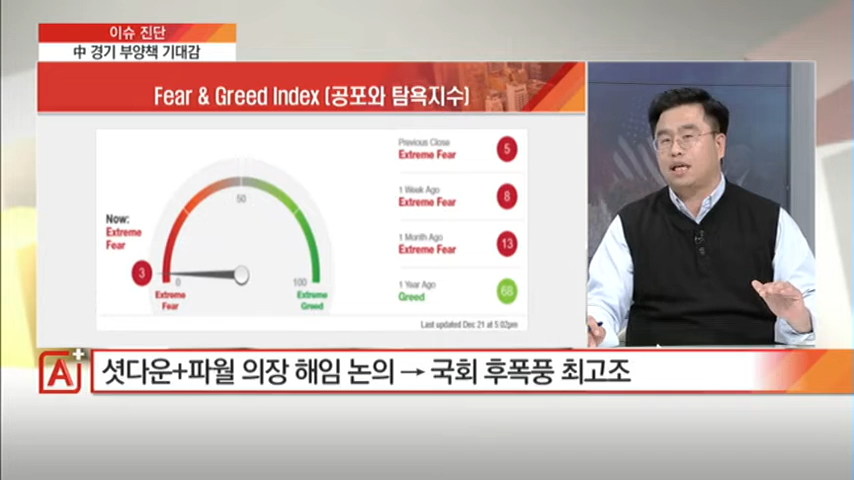 이슈 진단
中 경기 부양책 기대감
Fear & Greed Index (공포와 탐욕지수)
Previous Close
Extreme Fear
5
1 Week Ago
Extreme Fear
8
1 Month Ago
Extreme Fear
13
1 Year Ago
Greed
68
Last updated Dec 21 at 5:02pm
Now:
Extreme
Fear
3
0
50
100
Extreme
Fear
Extreme
Greed
A+
셧다운+파월 의장 해임 논의 → 국회 후폭풍 최고조